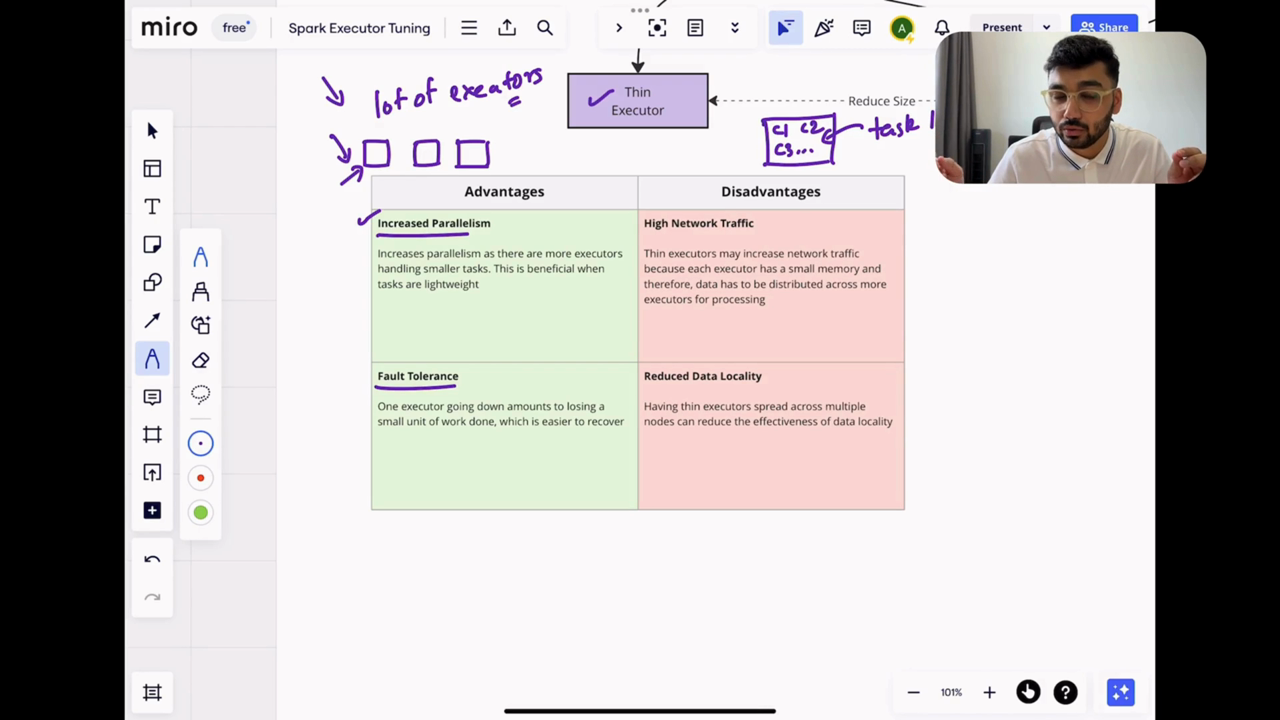 miro
free
Spark Executor Tuning
A
Present
Share
lot of exeators
Thin
Executor
Reduce Size
C1 C2
C3...
task 1
Advantages
Disadvantages
Increased Parallelism
Increases parallelism as there are more executors
handling smaller tasks. This is beneficial when
tasks are lightweight
High Network Traffic
Thin executors may increase network traffic
because each executor has a small memory and
therefore, data has to be distributed across more
executors for processing
Fault Tolerance
One executor going down amounts to losing a
small unit of work done, which is easier to recover
Reduced Data Locality
Having thin executors spread across multiple
nodes can reduce the effectiveness of data locality
101%